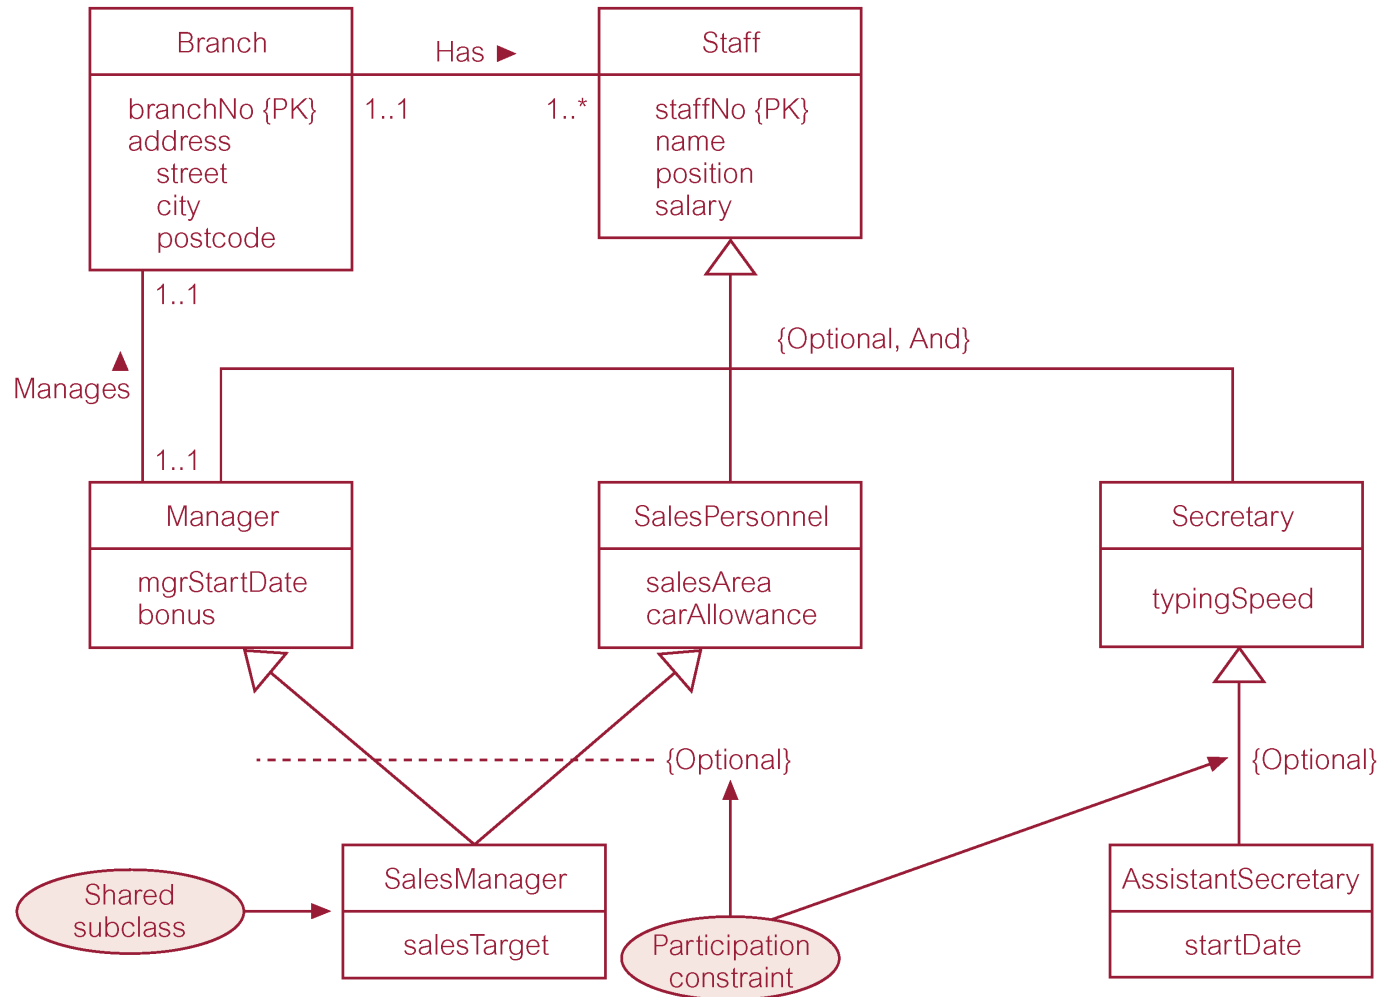 Branch
Has ►
Staff
branchNo {PK}
address
street
city
postcode
1..1
1..*
staffNo {PK}
name
position
salary
1..1
{Optional, And}
Manages
▲
1..1
Manager
mgrStartDate
bonus
SalesPersonnel
salesArea
carAllowance
Secretary
typingSpeed
{Optional}
{Optional}
Shared
subclass
SalesManager
salesTarget
Participation
constraint
AssistantSecretary
startDate